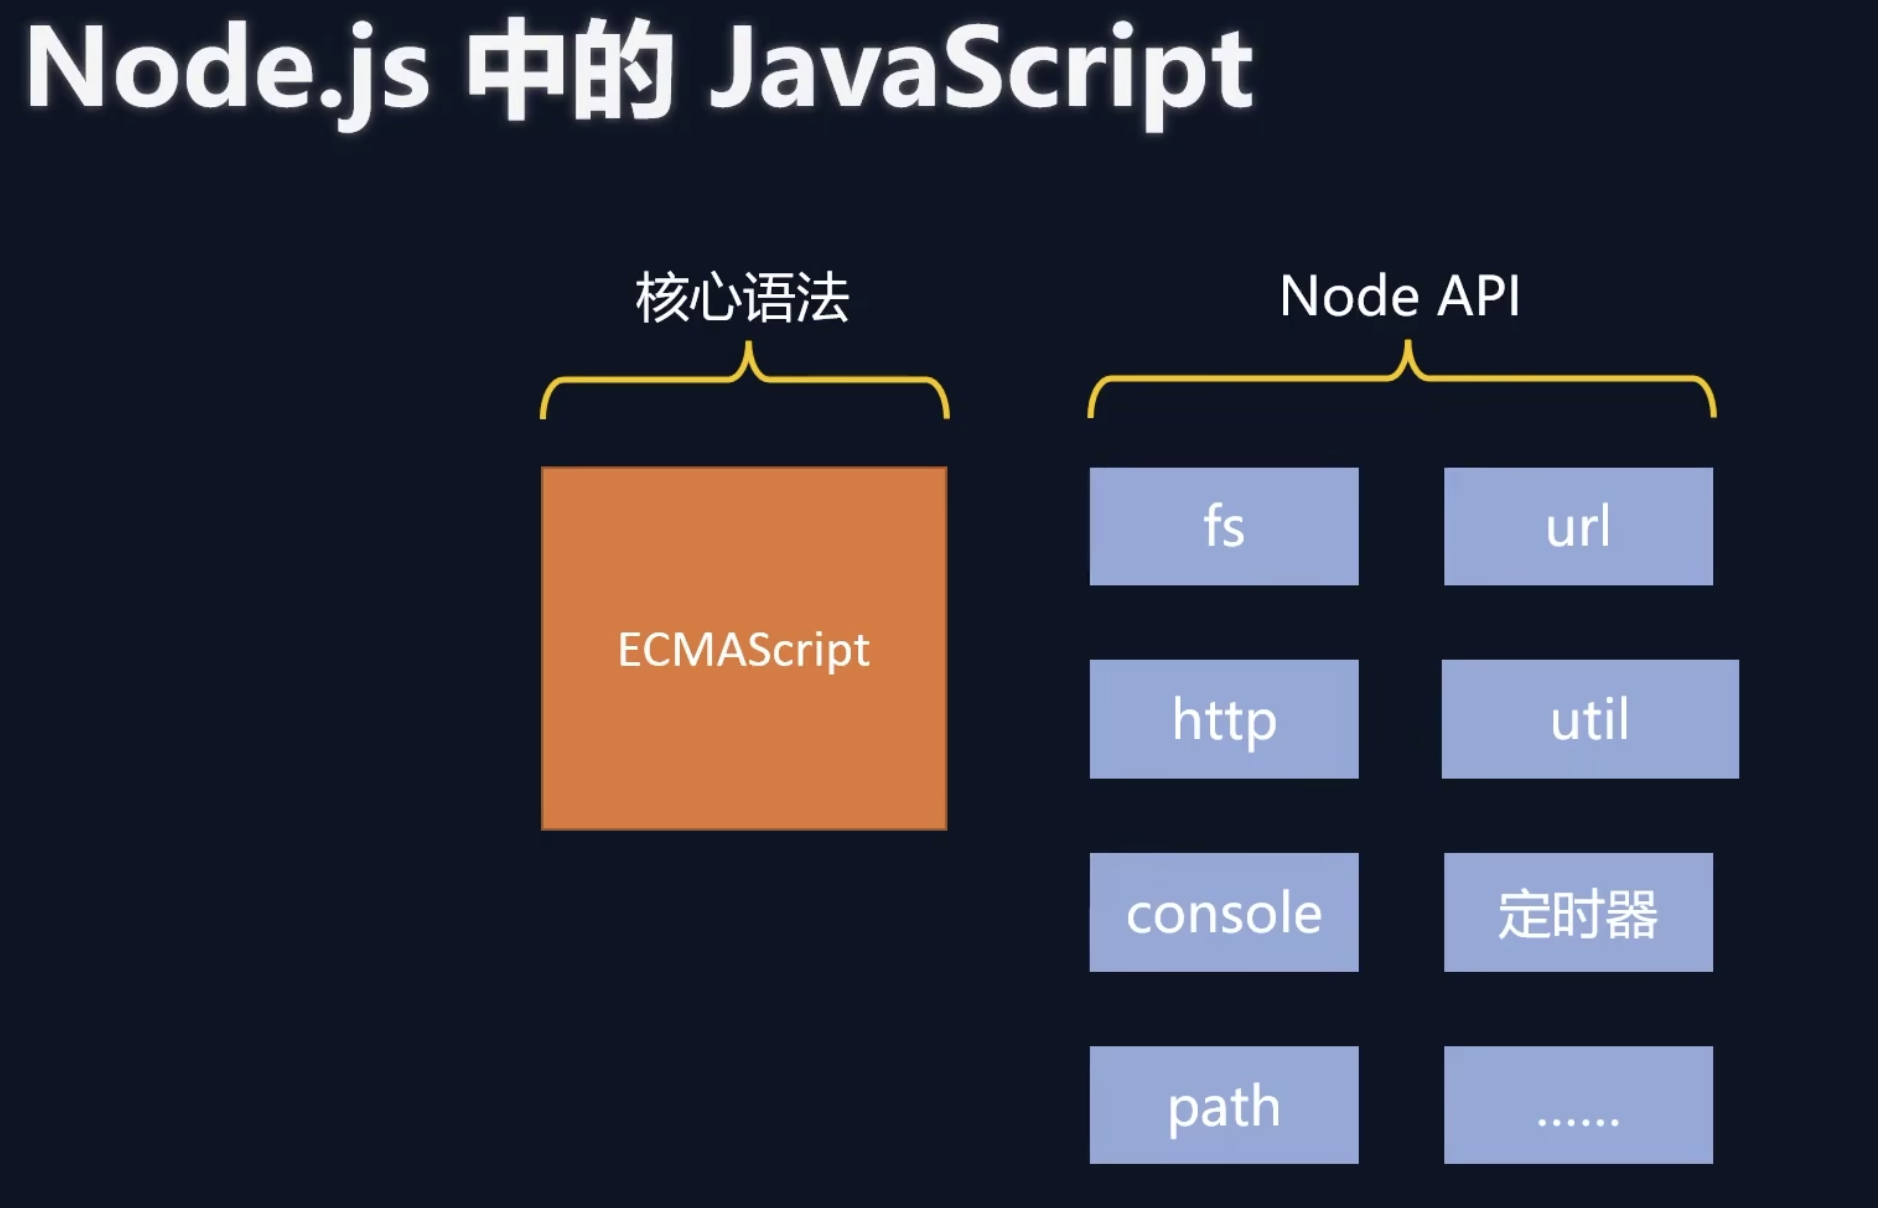 Node.js 中的 JavaScript
核心语法
Node API
ECMAScript
fs
url
http
util
console
定时器
path
……